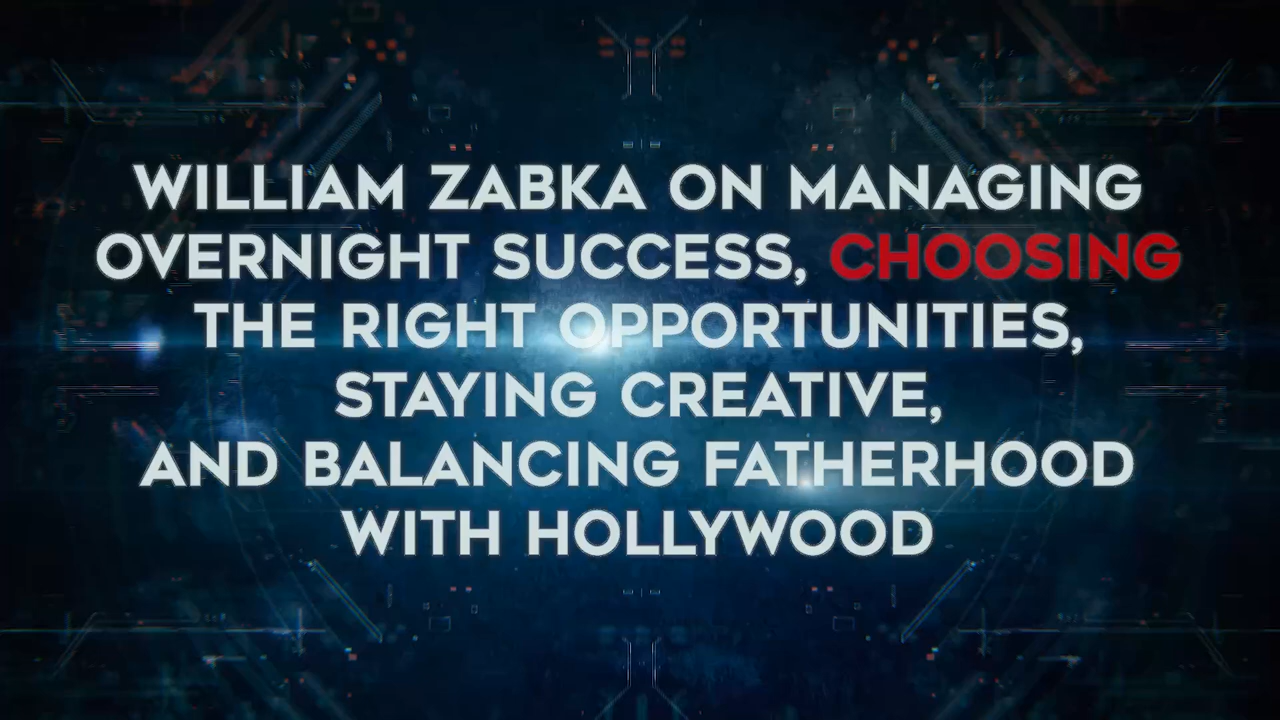 WILLIAM ZABKA ON MANAGING
OVERNIGHT SUCCESS, CHOOSING
THE RIGHT OPPORTUNITIES,
STAYING CREATIVE,
AND BALANCING FATHERHOOD
WITH HOLLYWOOD